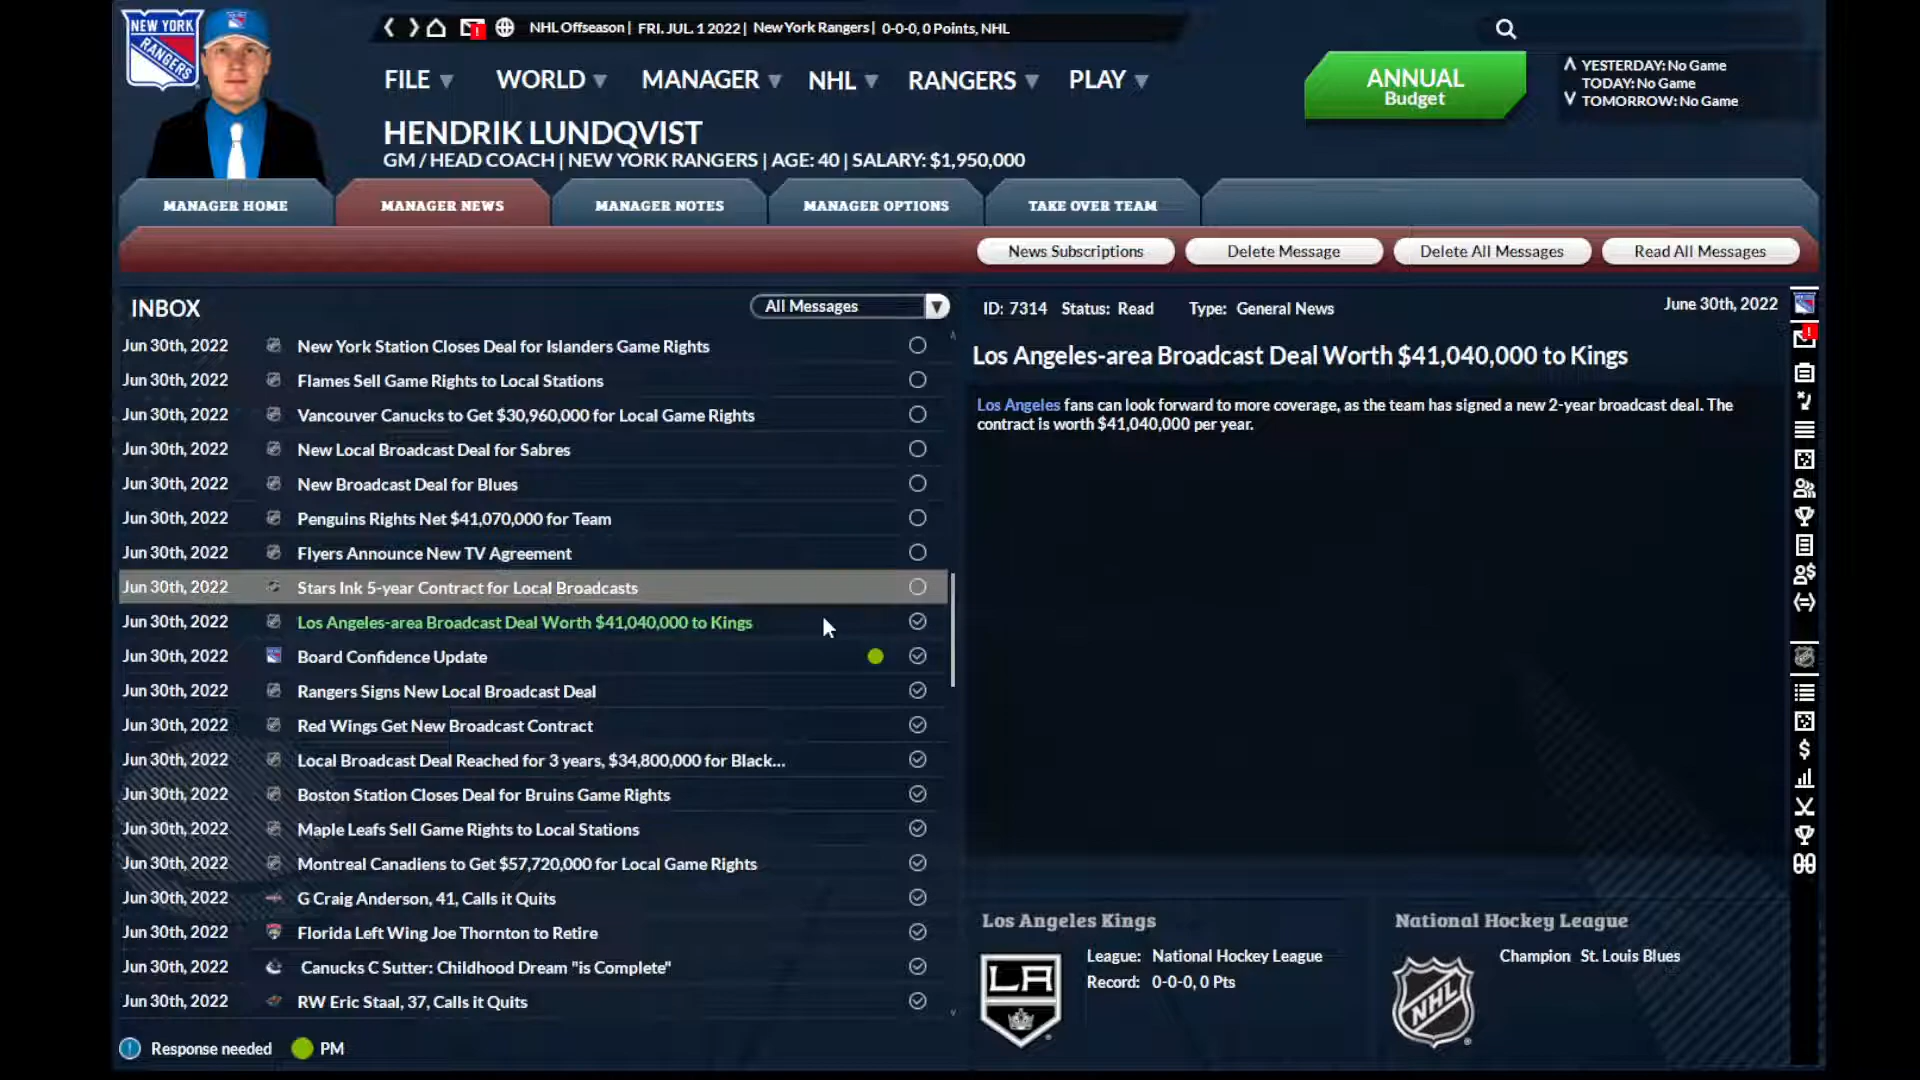 NEW YORK
RANGERS
NHL Offseason | FRI. JUL. 1 2022 | New York Rangers | 0-0-0, 0 Points, NHL
FILE WORLD MANAGER NHL RANGERS PLAY
ANNUAL
Budget
YESTERDAY: No Game
TODAY: No Game
TOMORROW: No Game
HENDRIK LUNDQVIST
GM / HEAD COACH | NEW YORK RANGERS | AGE: 40 | SALARY: $1,950,000
MANAGER HOME MANAGER NEWS MANAGER NOTES MANAGER OPTIONS TAKE OVER TEAM
News Subscriptions Delete Message Delete All Messages Read All Messages
INBOX All Messages
Jun 30th, 2022 New York Station Closes Deal for Islanders Game Rights
Jun 30th, 2022 Flames Sell Game Rights to Local Stations
Jun 30th, 2022 Vancouver Canucks to Get $30,960,000 for Local Game Rights
Jun 30th, 2022 New Local Broadcast Deal for Sabres
Jun 30th, 2022 New Broadcast Deal for Blues
Jun 30th, 2022 Penguins Rights Net $41,070,000 for Team
Jun 30th, 2022 Flyers Announce New TV Agreement
Jun 30th, 2022 Stars Ink 5-year Contract for Local Broadcasts
Jun 30th, 2022 Los Angeles-area Broadcast Deal Worth $41,040,000 to Kings
Jun 30th, 2022 Board Confidence Update
Jun 30th, 2022 Rangers Signs New Local Broadcast Deal
Jun 30th, 2022 Red Wings Get New Broadcast Contract
Jun 30th, 2022 Local Broadcast Deal Reached for 3 years, $34,800,000 for Black...
Jun 30th, 2022 Boston Station Closes Deal for Bruins Game Rights
Jun 30th, 2022 Maple Leafs Sell Game Rights to Local Stations
Jun 30th, 2022 Montreal Canadiens to Get $57,720,000 for Local Game Rights
Jun 30th, 2022 G Craig Anderson, 41, Calls it Quits
Jun 30th, 2022 Florida Left Wing Joe Thornton to Retire
Jun 30th, 2022 Canucks C Sutter: Childhood Dream "is Complete"
Jun 30th, 2022 RW Eric Staal, 37, Calls it Quits
Response needed PM
ID: 7314 Status: Read Type: General News June 30th, 2022
Los Angeles-area Broadcast Deal Worth $41,040,000 to Kings
Los Angeles fans can look forward to more coverage, as the team has signed a new 2-year broadcast deal. The
contract is worth $41,040,000 per year.
Los Angeles Kings
LA
League: National Hockey League
Record: 0-0-0, 0 Pts
National Hockey League
NHL
Champion St. Louis Blues